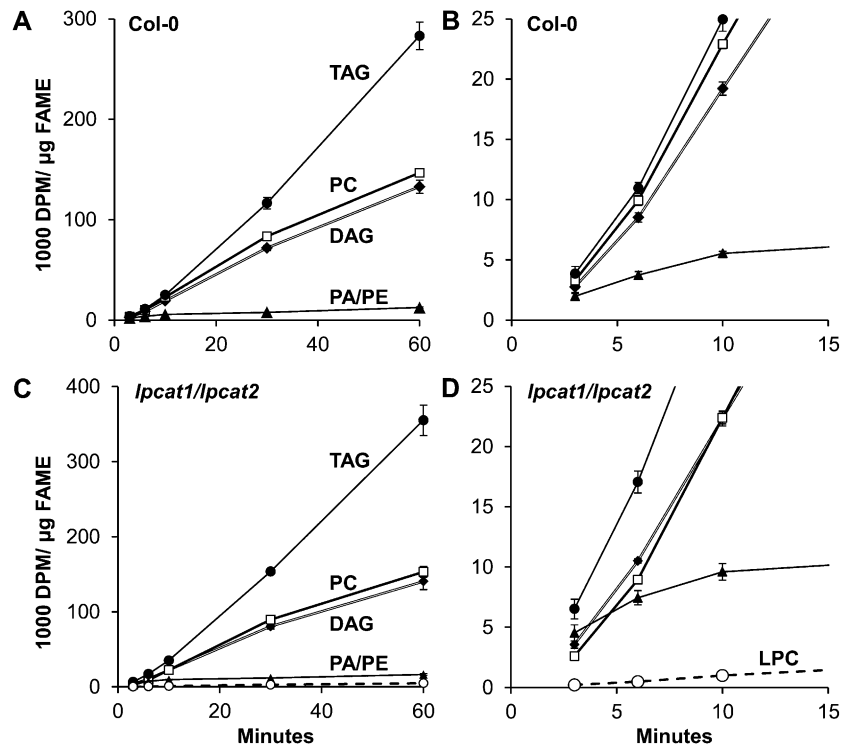 A
Col-0
300
200
100
0
0
20
40
60
1000 DPM/ µg FAME
TAG
PC
DAG
PA/PE
B
Col-0
25
20
15
10
5
0
0
5
10
15
C
lpcat1/lpcat2
400
300
200
100
0
0
20
40
60
1000 DPM/ µg FAME
TAG
PC
DAG
PA/PE
Minutes
D
lpcat1/lpcat2
25
20
15
10
5
0
0
5
10
15
LPC
Minutes